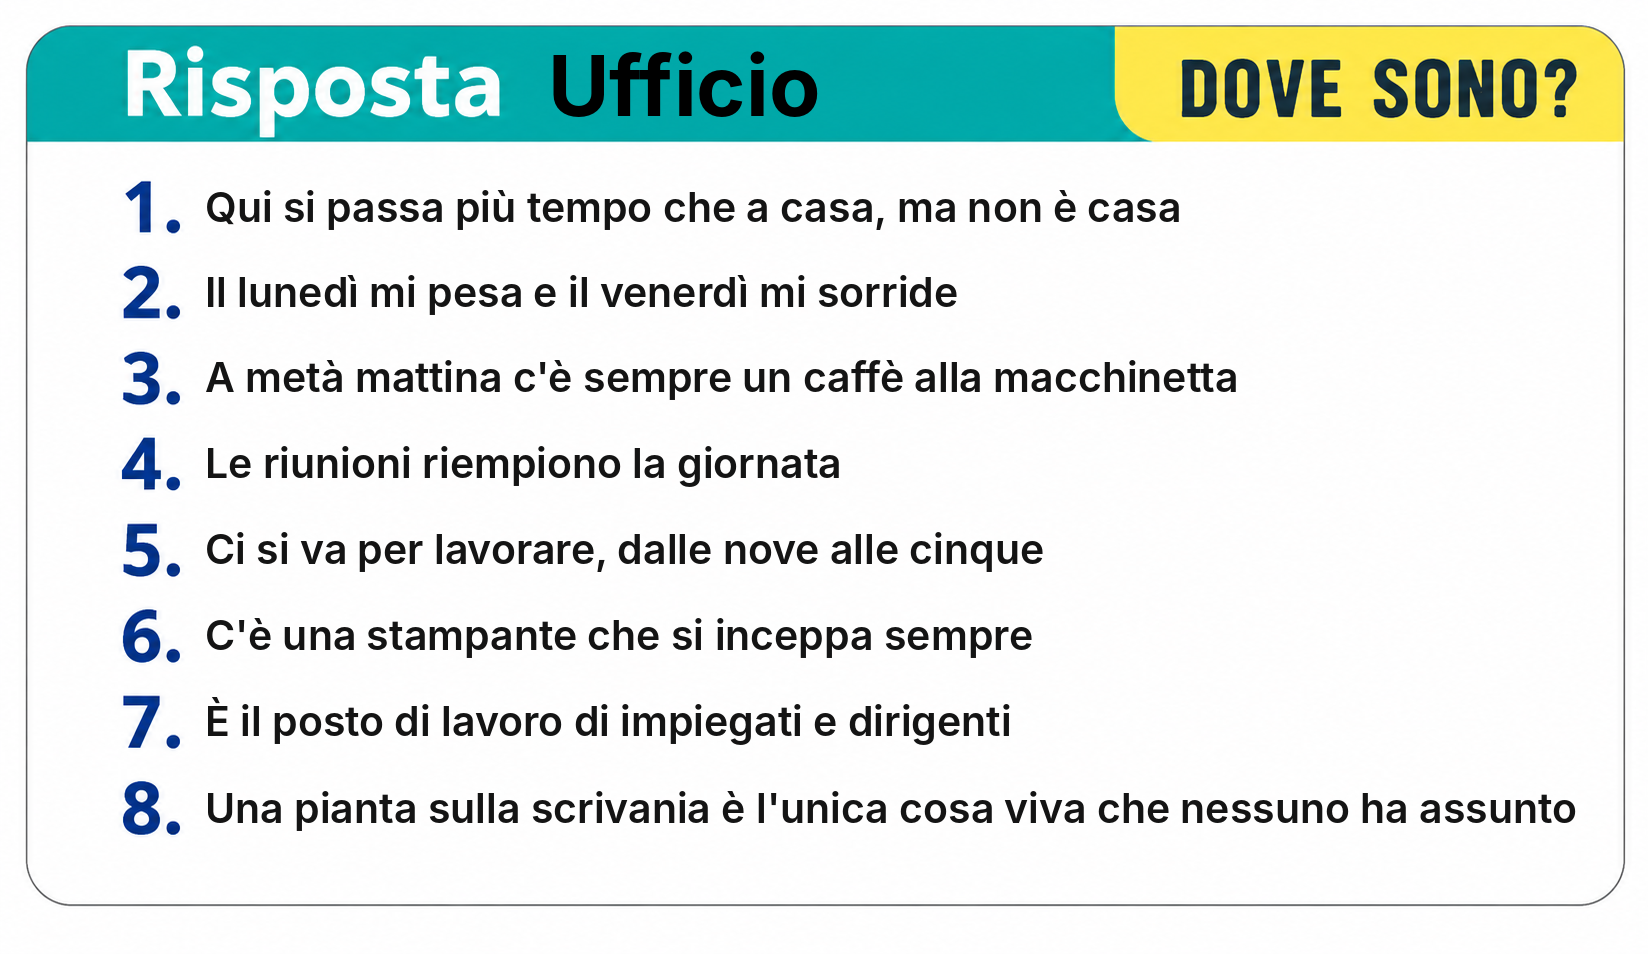 Risposta Ufficio
DOVE SONO?
1. Qui si passa più tempo che a casa, ma non è casa
2. Il lunedì mi pesa e il venerdì mi sorride
3. A metà mattina c'è sempre un caffè alla macchinetta
4. Le riunioni riempiono la giornata
5. Ci si va per lavorare, dalle nove alle cinque
6. C'è una stampante che si inceppa sempre
7. È il posto di lavoro di impiegati e dirigenti
8. Una pianta sulla scrivania è l'unica cosa viva che nessuno ha assunto